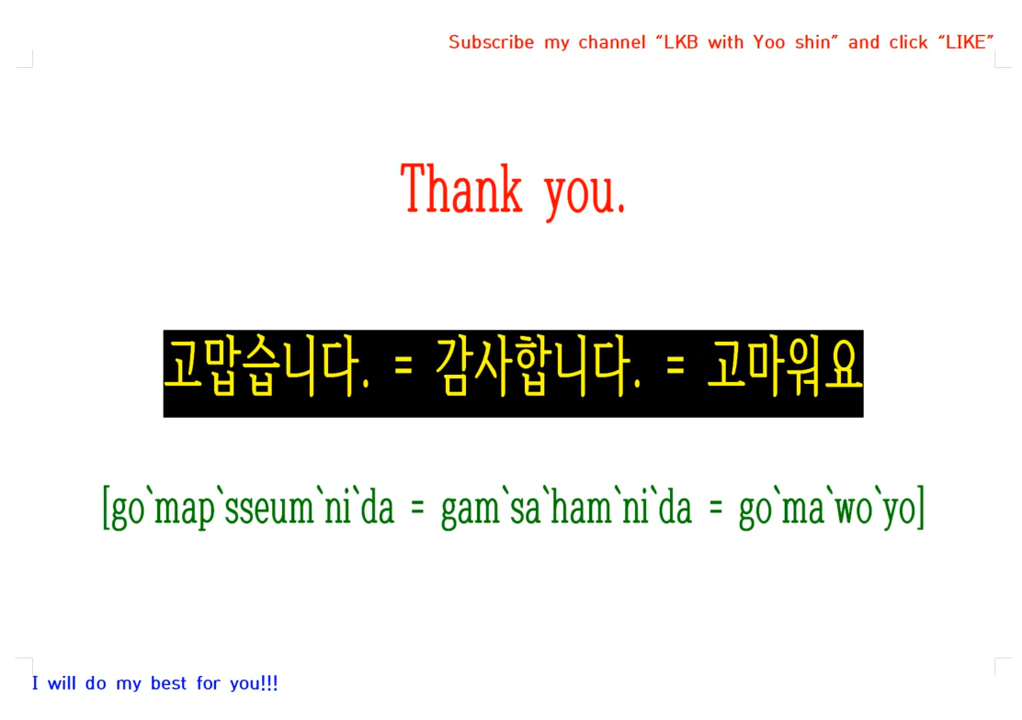 Subscribe my channel “LKB with Yoo shin” and click “LIKE”
Thank you.
고맙습니다. = 감사합니다. = 고마워요
[go`map`sseum`ni`da = gam`sa`ham`ni`da = go`ma`wo`yo]
I will do my best for you!!!